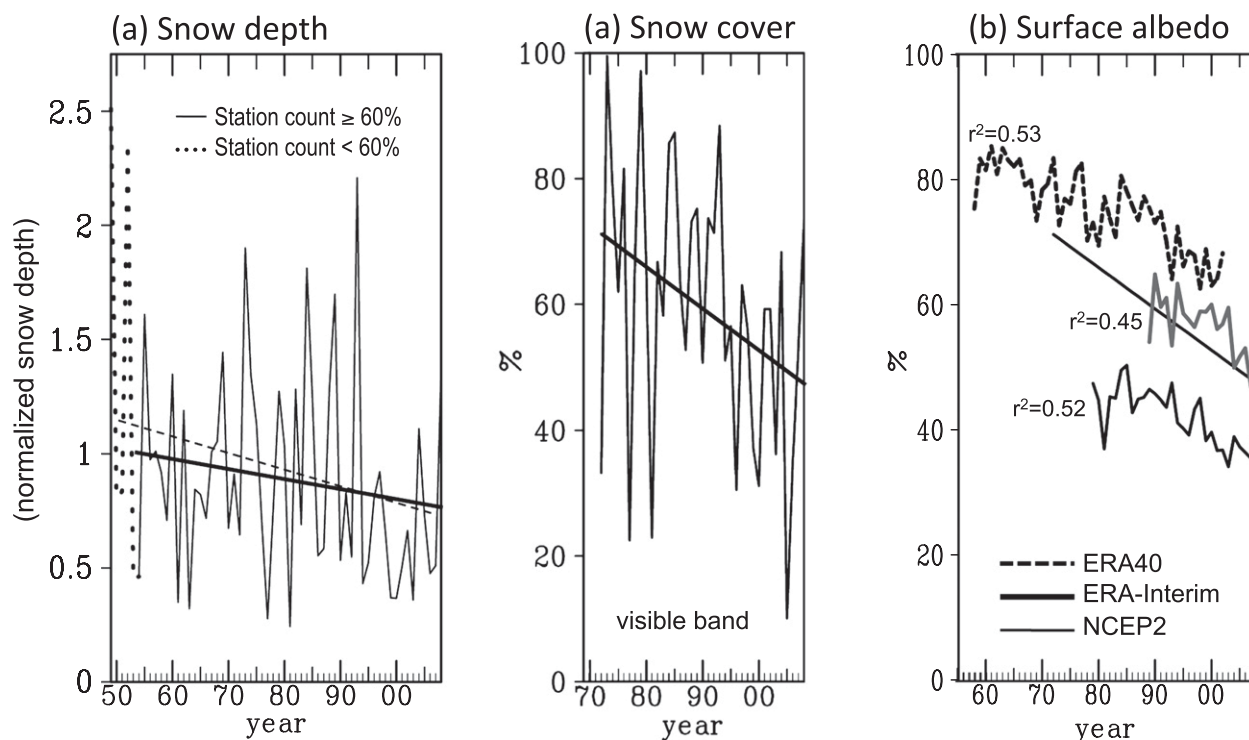 (a) Snow depth
(normalized snow depth)
2.5
2
1.5
1
0.5
0
Station count ≥ 60%
Station count < 60%
50 60 70 80 90 00
year
(a) Snow cover
%
100
80
60
40
20
0
visible band
70 80 90 00
year
(b) Surface albedo
%
100
80
60
40
20
0
r²=0.53
r²=0.45
r²=0.52
ERA40
ERA-Interim
NCEP2
60 70 80 90 00
year